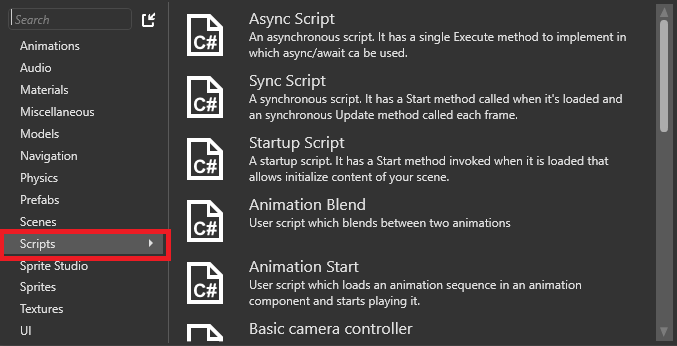 Search
Animations
Audio
Materials
Miscellaneous
Models
Navigation
Physics
Prefabs
Scenes
Scripts
Sprite Studio
Sprites
Textures
UI
C#
Async Script
An asynchronous script. It has a single Execute method to implement in
which async/await ca be used.
C#
Sync Script
A synchronous script. It has a Start method called when it's loaded and
an synchronous Update method called each frame.
C#
Startup Script
A startup script. It has a Start method invoked when it is loaded that
allows initialize content of your scene.
C#
Animation Blend
User script which blends between two animations
C#
Animation Start
User script which loads an animation sequence in an animation
component and starts playing it.
Basic camera controller